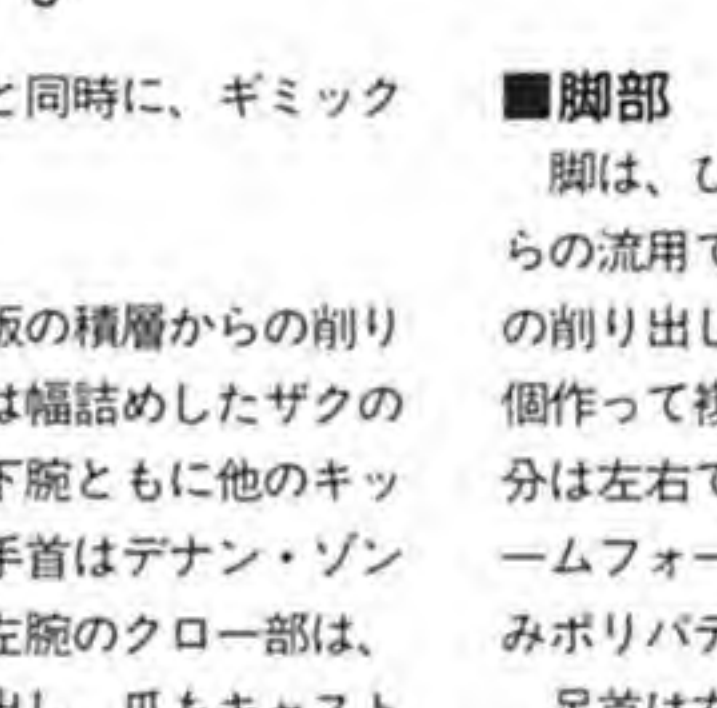 と同時に、ギミック
板の積層からの削り
は幅詰めしたザクの
下腕ともに他のキッ
手首はデナン・ゾン
左腕のクロー部は、
■脚部
脚は、ひ
らの流用で
の削り出し
個作って複
分は左右で
ームフォー
みポリパテ